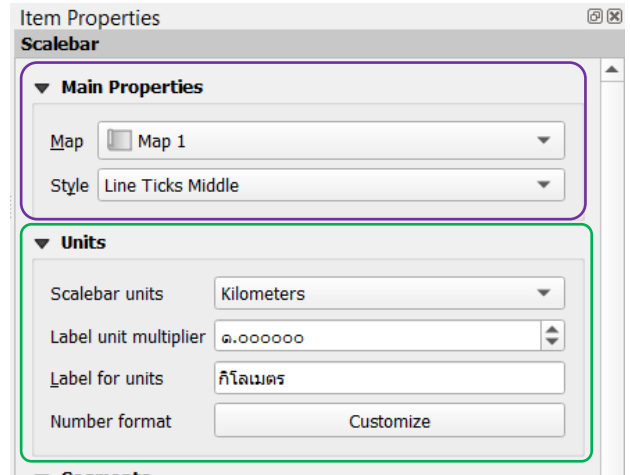 Item Properties
Scalebar
Main Properties
Map Map 1
Style Line Ticks Middle
Units
Scalebar units Kilometers
Label unit multiplier ๑.๐๐๐๐๐๐
Label for units กิโลเมตร
Number format Customize
Segments